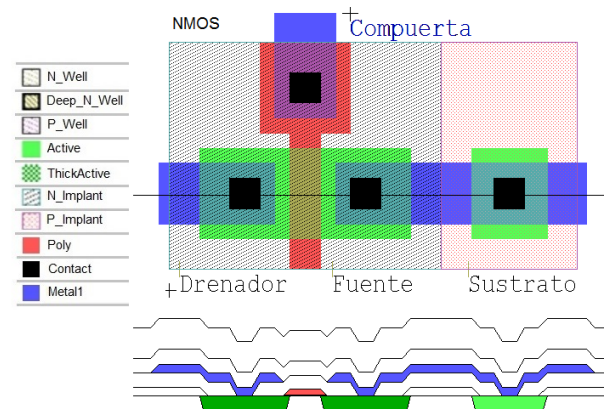 NMOS
Compuerta
N_Well
Deep_N_Well
P_Well
Active
ThickActive
N_Implant
P_Implant
Poly
Contact
Metal1
Drenador
Fuente
Sustrato